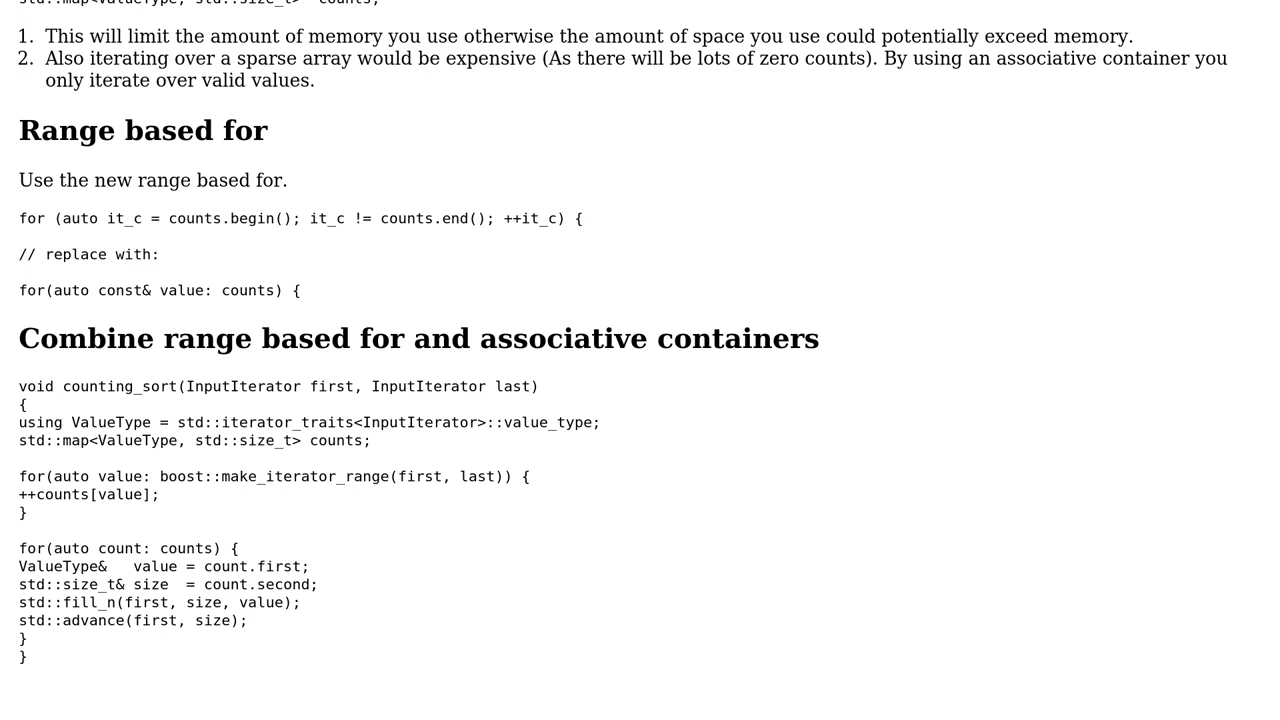 std::map<ValueType, std::size_t> counts;
1. This will limit the amount of memory you use otherwise the amount of space you use could potentially exceed memory.
2. Also iterating over a sparse array would be expensive (As there will be lots of zero counts). By using an associative container you
only iterate over valid values.
Range based for
Use the new range based for.
for (auto it_c = counts.begin(); it_c != counts.end(); ++it_c) {
// replace with:
for(auto const& value: counts) {
Combine range based for and associative containers
void counting_sort(InputIterator first, InputIterator last)
{
using ValueType = std::iterator_traits<InputIterator>::value_type;
std::map<ValueType, std::size_t> counts;
for(auto value: boost::make_iterator_range(first, last)) {
++counts[value];
}
for(auto count: counts) {
ValueType&   value = count.first;
std::size_t& size  = count.second;
std::fill_n(first, size, value);
std::advance(first, size);
}
}